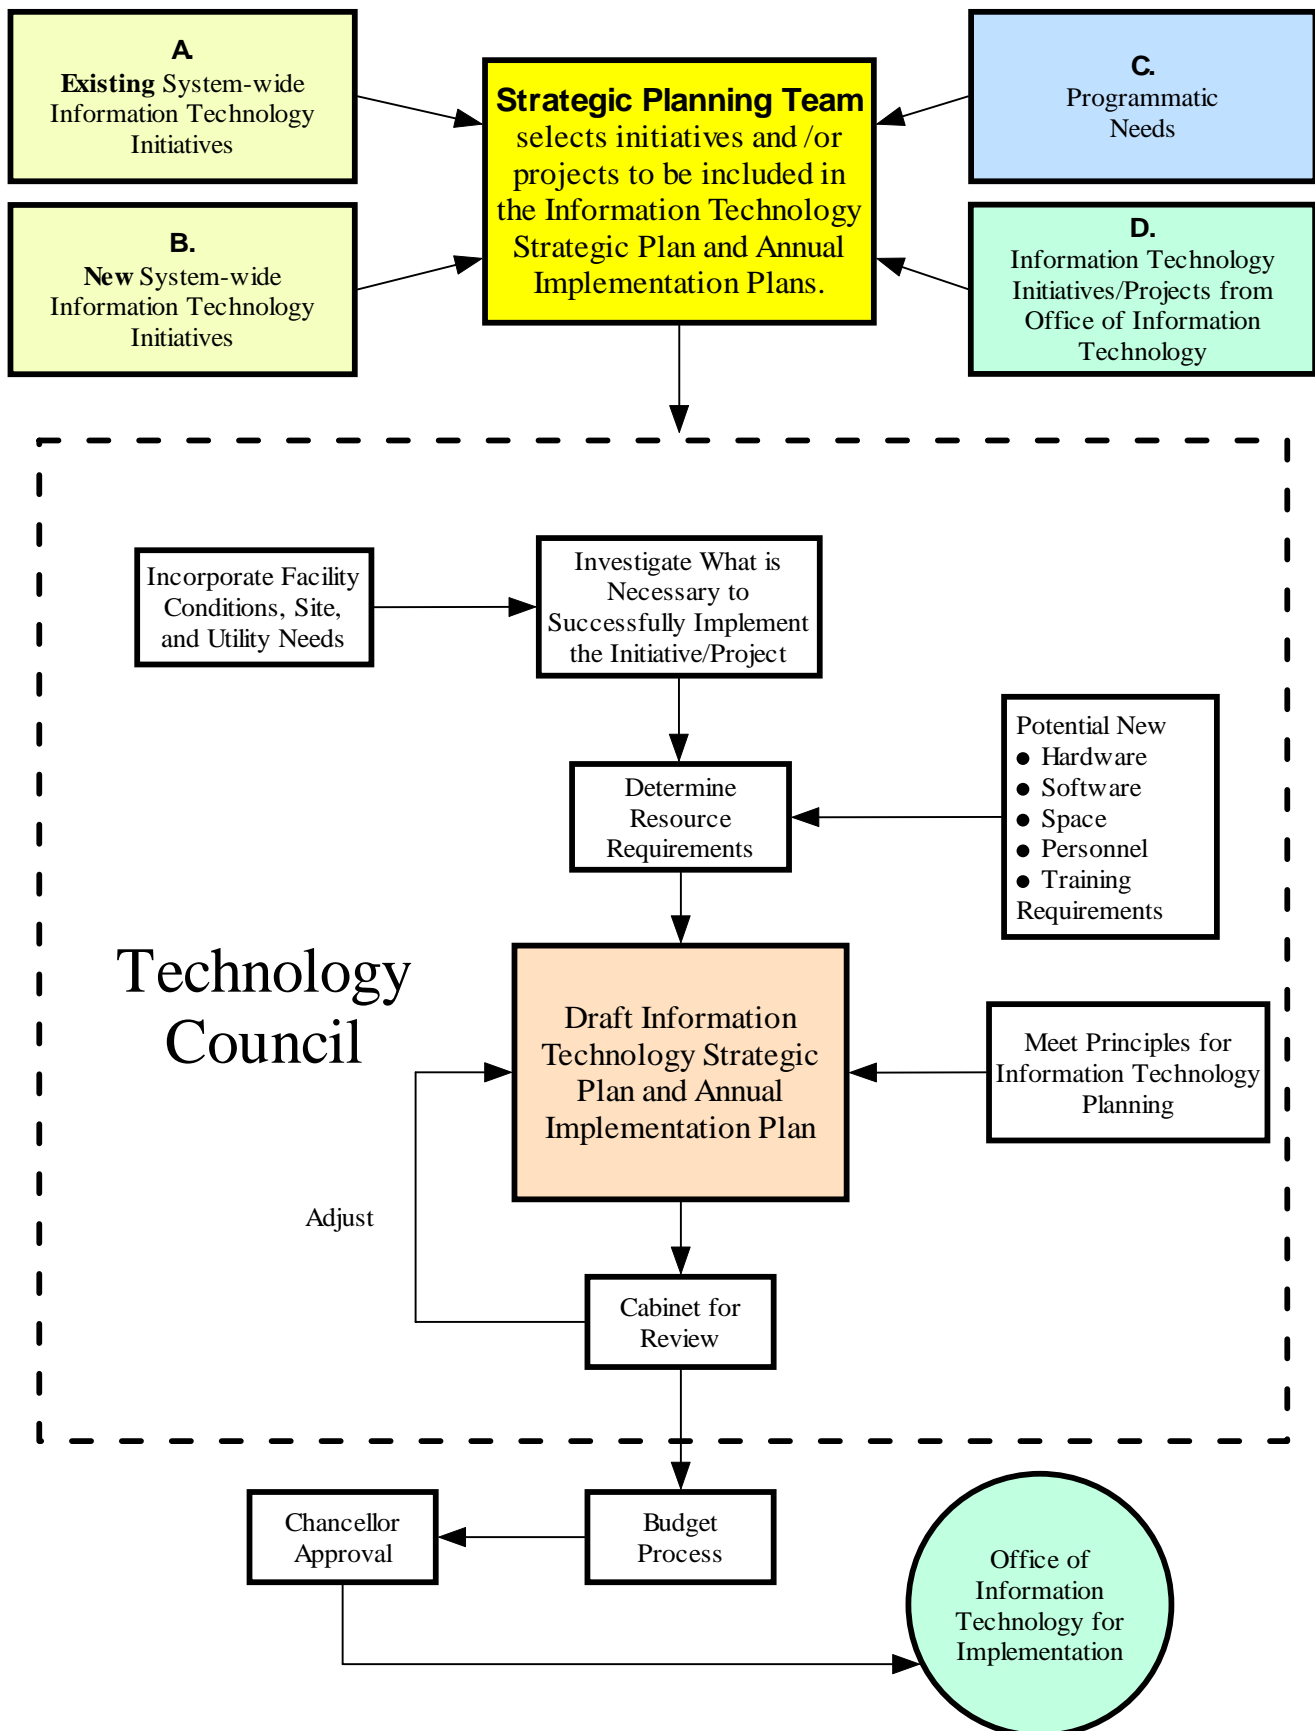 A.
Existing System-wide
Information Technology
Initiatives
B.
New System-wide
Information Technology
Initiatives
Strategic Planning Team
selects initiatives and /or
projects to be included in
the Information Technology
Strategic Plan and Annual
Implementation Plans.
C.
Programmatic
Needs
D.
Information Technology
Initiatives/Projects from
Office of Information
Technology
Incorporate Facility
Conditions, Site,
and Utility Needs
Investigate What is
Necessary to
Successfully Implement
the Initiative/Project
Determine
Resource
Requirements
Potential New
● Hardware
● Software
● Space
● Personnel
● Training
Requirements
Technology
Council
Draft Information
Technology Strategic
Plan and Annual
Implementation Plan
Meet Principles for
Information Technology
Planning
Adjust
Cabinet for
Review
Chancellor
Approval
Budget
Process
Office of
Information
Technology for
Implementation